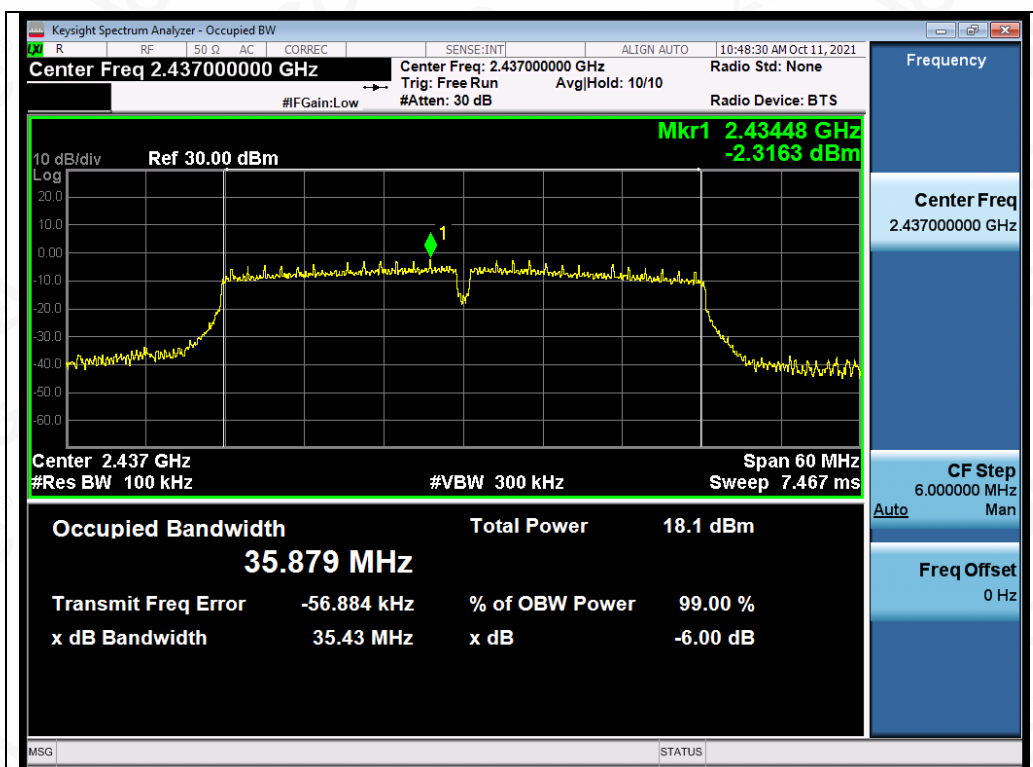 Keysight Spectrum Analyzer - Occupied BW
LXI R RF 50 Ω AC CORREC SENSE:INT ALIGN AUTO 10:48:30 AM Oct 11, 2021
Center Freq 2.437000000 GHz Center Freq: 2.437000000 GHz Radio Std: None
Trig: Free Run Avg|Hold: 10/10
#IFGain:Low #Atten: 30 dB Radio Device: BTS
Mkr1 2.43448 GHz
10 dB/div Ref 30.00 dBm -2.3163 dBm
Log
20.0
10.0
0.00
-10.0
-20.0
-30.0
-40.0
-50.0
-60.0
1
Center 2.437 GHz Span 60 MHz
#Res BW 100 kHz #VBW 300 kHz Sweep 7.467 ms
Occupied Bandwidth Total Power 18.1 dBm
35.879 MHz
Transmit Freq Error -56.884 kHz % of OBW Power 99.00 %
x dB Bandwidth 35.43 MHz x dB -6.00 dB
MSG STATUS
Frequency
Center Freq
2.437000000 GHz
CF Step
6.000000 MHz
Auto Man
Freq Offset
0 Hz